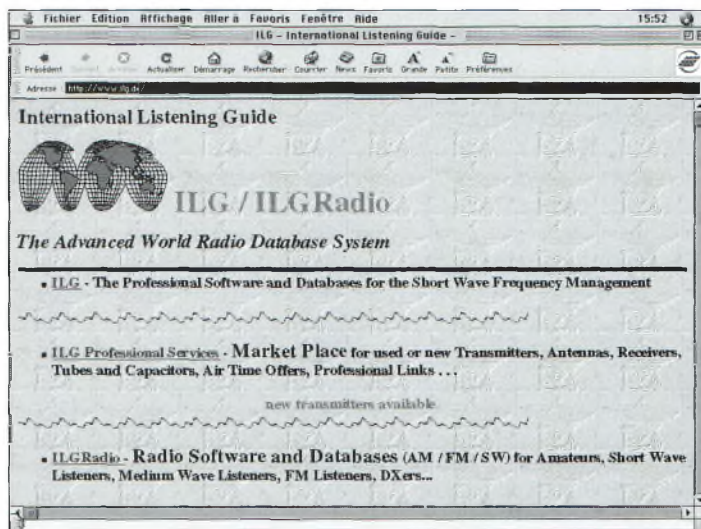 Fichier Edition Affichage Aller à Favoris Fenêtre Aide 15:52
ILG – International Listening Guide –
Précédent Actualiser Démarrage Rechercher Courrier News Favoris Grande Petite Préférences
Adresse : http://www.ilg.de/
International Listening Guide
ILG / ILGRadio
The Advanced World Radio Database System
• ILG - The Professional Software and Databases for the Short Wave Frequency Management
• ILG Professional Services - Market Place for used or new Transmitters, Antennas, Receivers,
Tubes and Capacitors, Air Time Offers, Professional Links . . .
new transmitters available
• ILGRadio - Radio Software and Databases (AM / FM / SW) for Amateurs, Short Wave
Listeners, Medium Wave Listeners, FM Listeners, DXers...